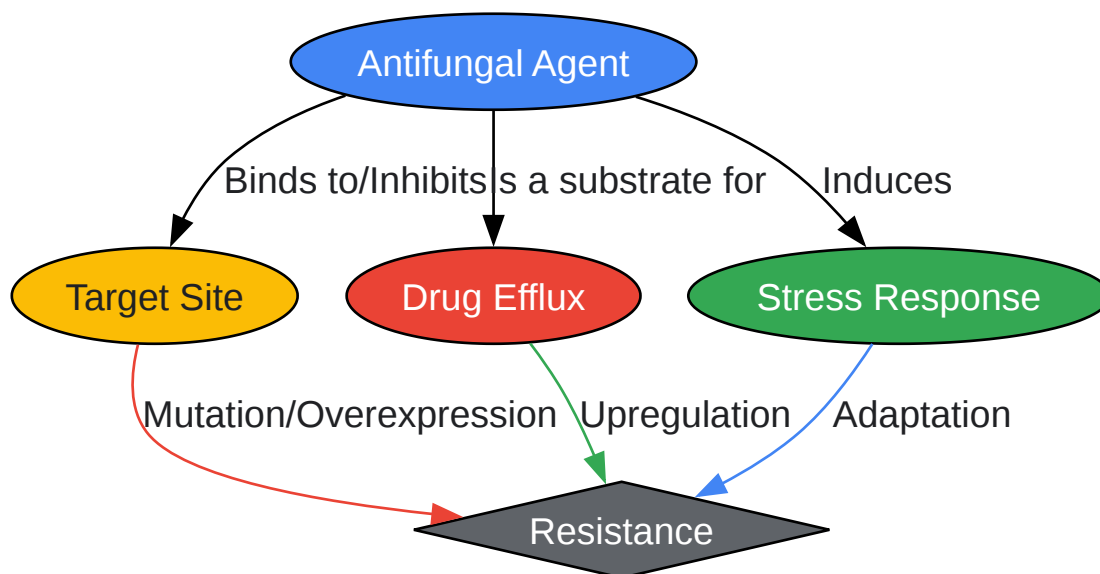 Antifungal Agent
Binds to/Inhibits
is a substrate for
Induces
Target Site
Drug Efflux
Stress Response
Mutation/Overexpression
Upregulation
Adaptation
Resistance